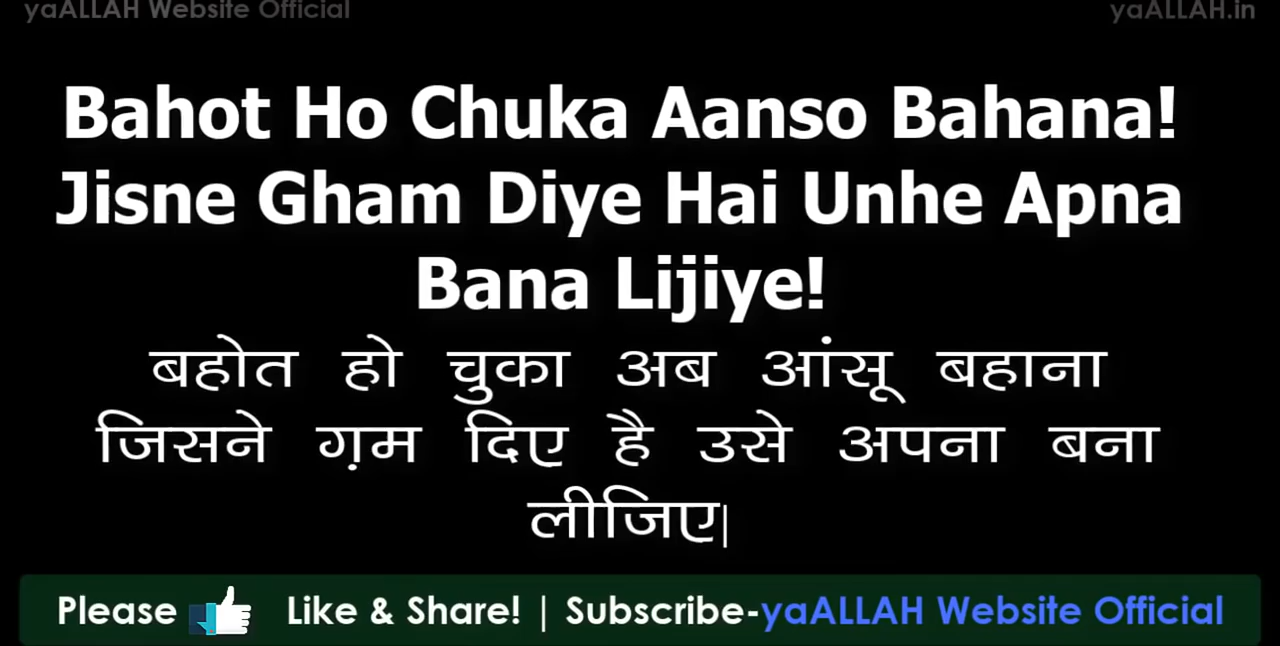 yaALLAH Website Official yaALLAH.in
Bahot Ho Chuka Aanso Bahana!
Jisne Gham Diye Hai Unhe Apna
Bana Lijiye!
बहोत हो चुका अब आंसू बहाना
जिसने ग़म दिए है उसे अपना बना
लीजिए|
Please Like & Share! | Subscribe-yaALLAH Website Official